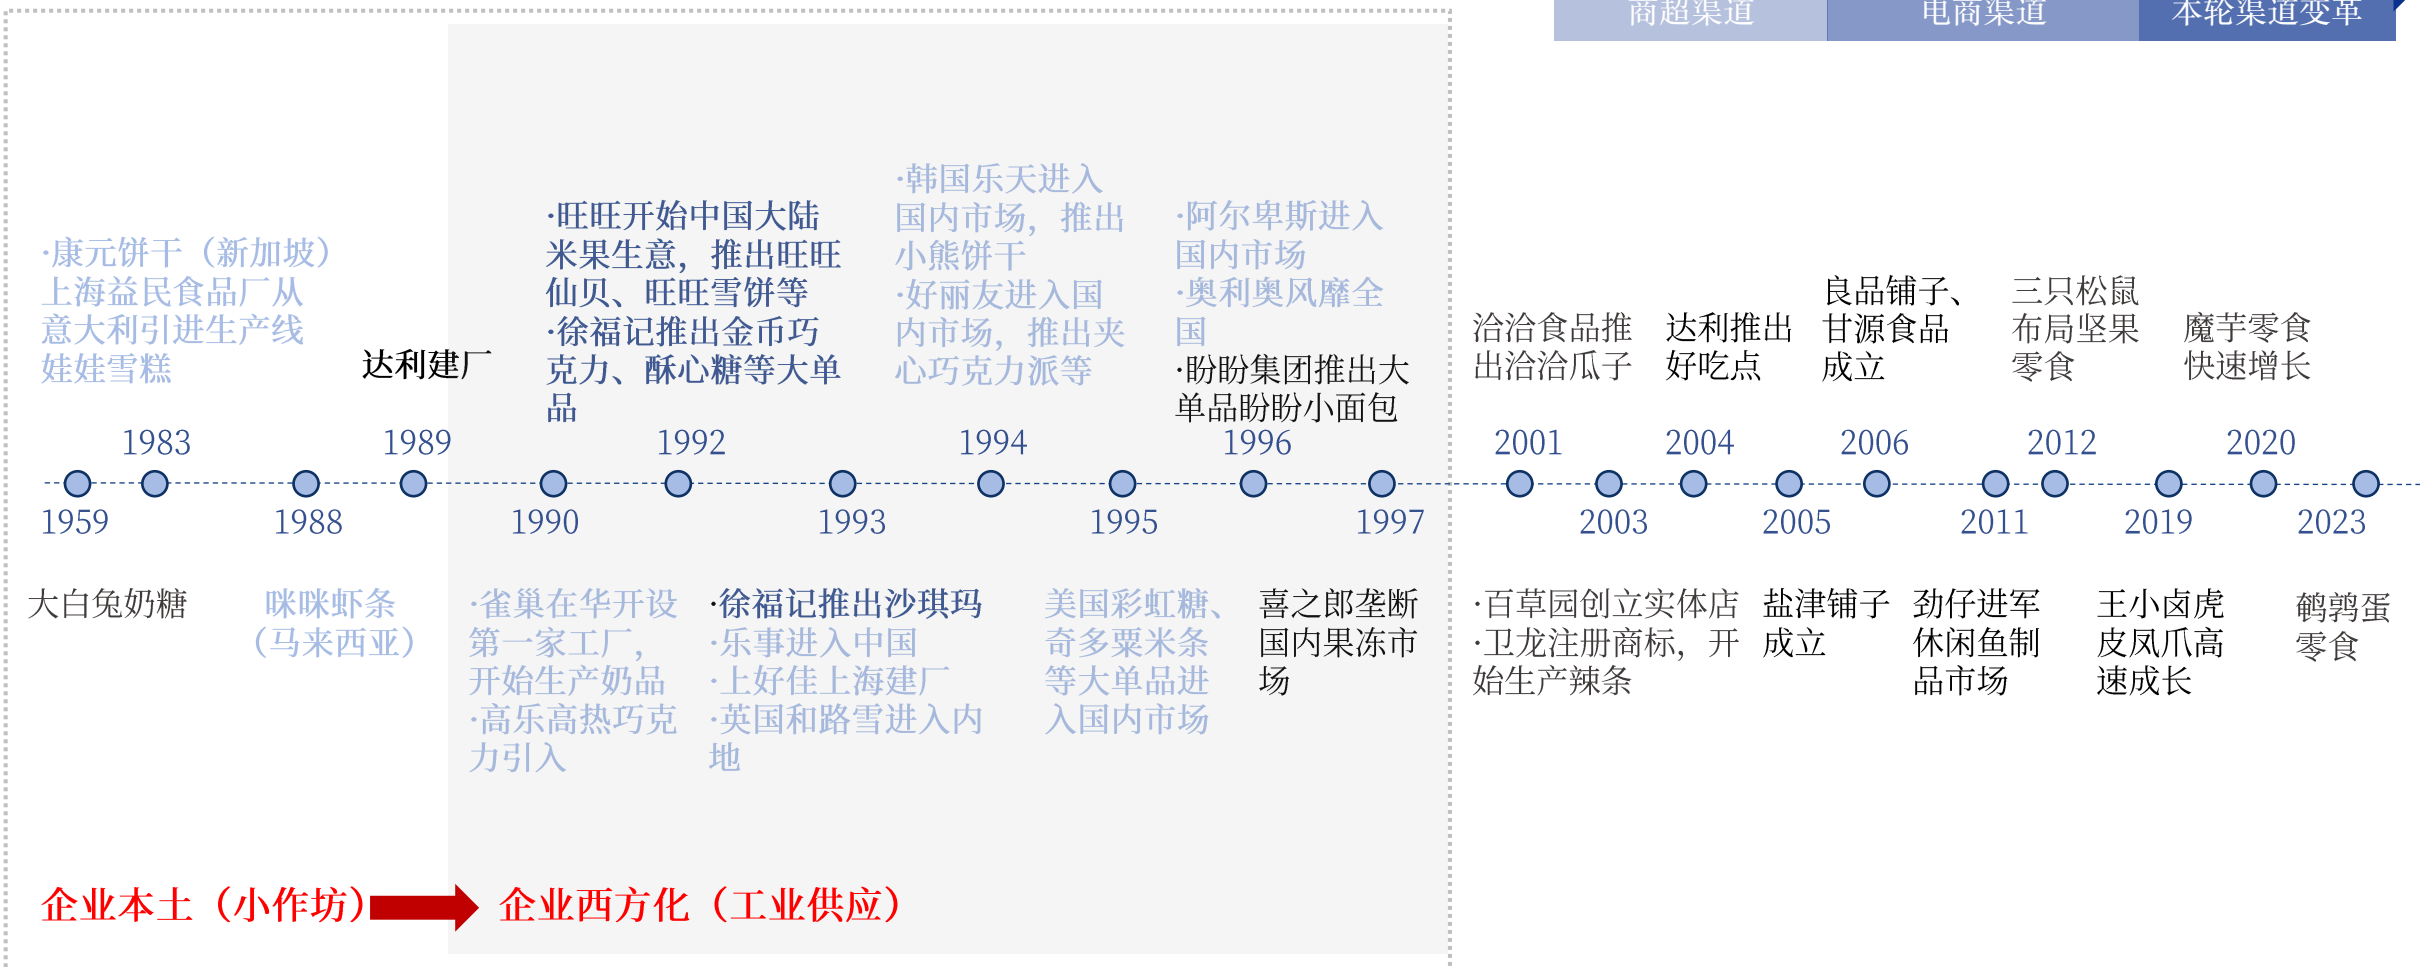 商超渠道
电商渠道
本轮渠道变革
·康元饼干（新加坡）
上海益民食品厂从
意大利引进生产线
娃娃雪糕
达利建厂
·旺旺开始中国大陆
米果生意，推出旺旺
仙贝、旺旺雪饼等
·徐福记推出金币巧
克力、酥心糖等大单
品
·韩国乐天进入
国内市场，推出
小熊饼干
·好丽友进入国
内市场，推出夹
心巧克力派等
·阿尔卑斯进入
国内市场
·奥利奥风靡全
国
·盼盼集团推出大
单品盼盼小面包
洽洽食品推
出洽洽瓜子
达利推出
好吃点
良品铺子、
甘源食品
成立
三只松鼠
布局坚果
零食
魔芋零食
快速增长
1983
1989
1992
1994
1996
2001
2004
2006
2012
2020
1959
1988
1990
1993
1995
1997
2003
2005
2011
2019
2023
大白兔奶糖
咪咪虾条
（马来西亚）
·雀巢在华开设
第一家工厂，
开始生产奶品
·高乐高热巧克
力引入
·徐福记推出沙琪玛
·乐事进入中国
·上好佳上海建厂
·英国和路雪进入内
地
美国彩虹糖、
奇多粟米条
等大单品进
入国内市场
喜之郎垄断
国内果冻市
场
·百草园创立实体店
·卫龙注册商标，开
始生产辣条
盐津铺子
成立
劲仔进军
休闲鱼制
品市场
王小卤虎
皮凤爪高
速成长
鹌鹑蛋
零食
企业本土（小作坊）
企业西方化（工业供应）